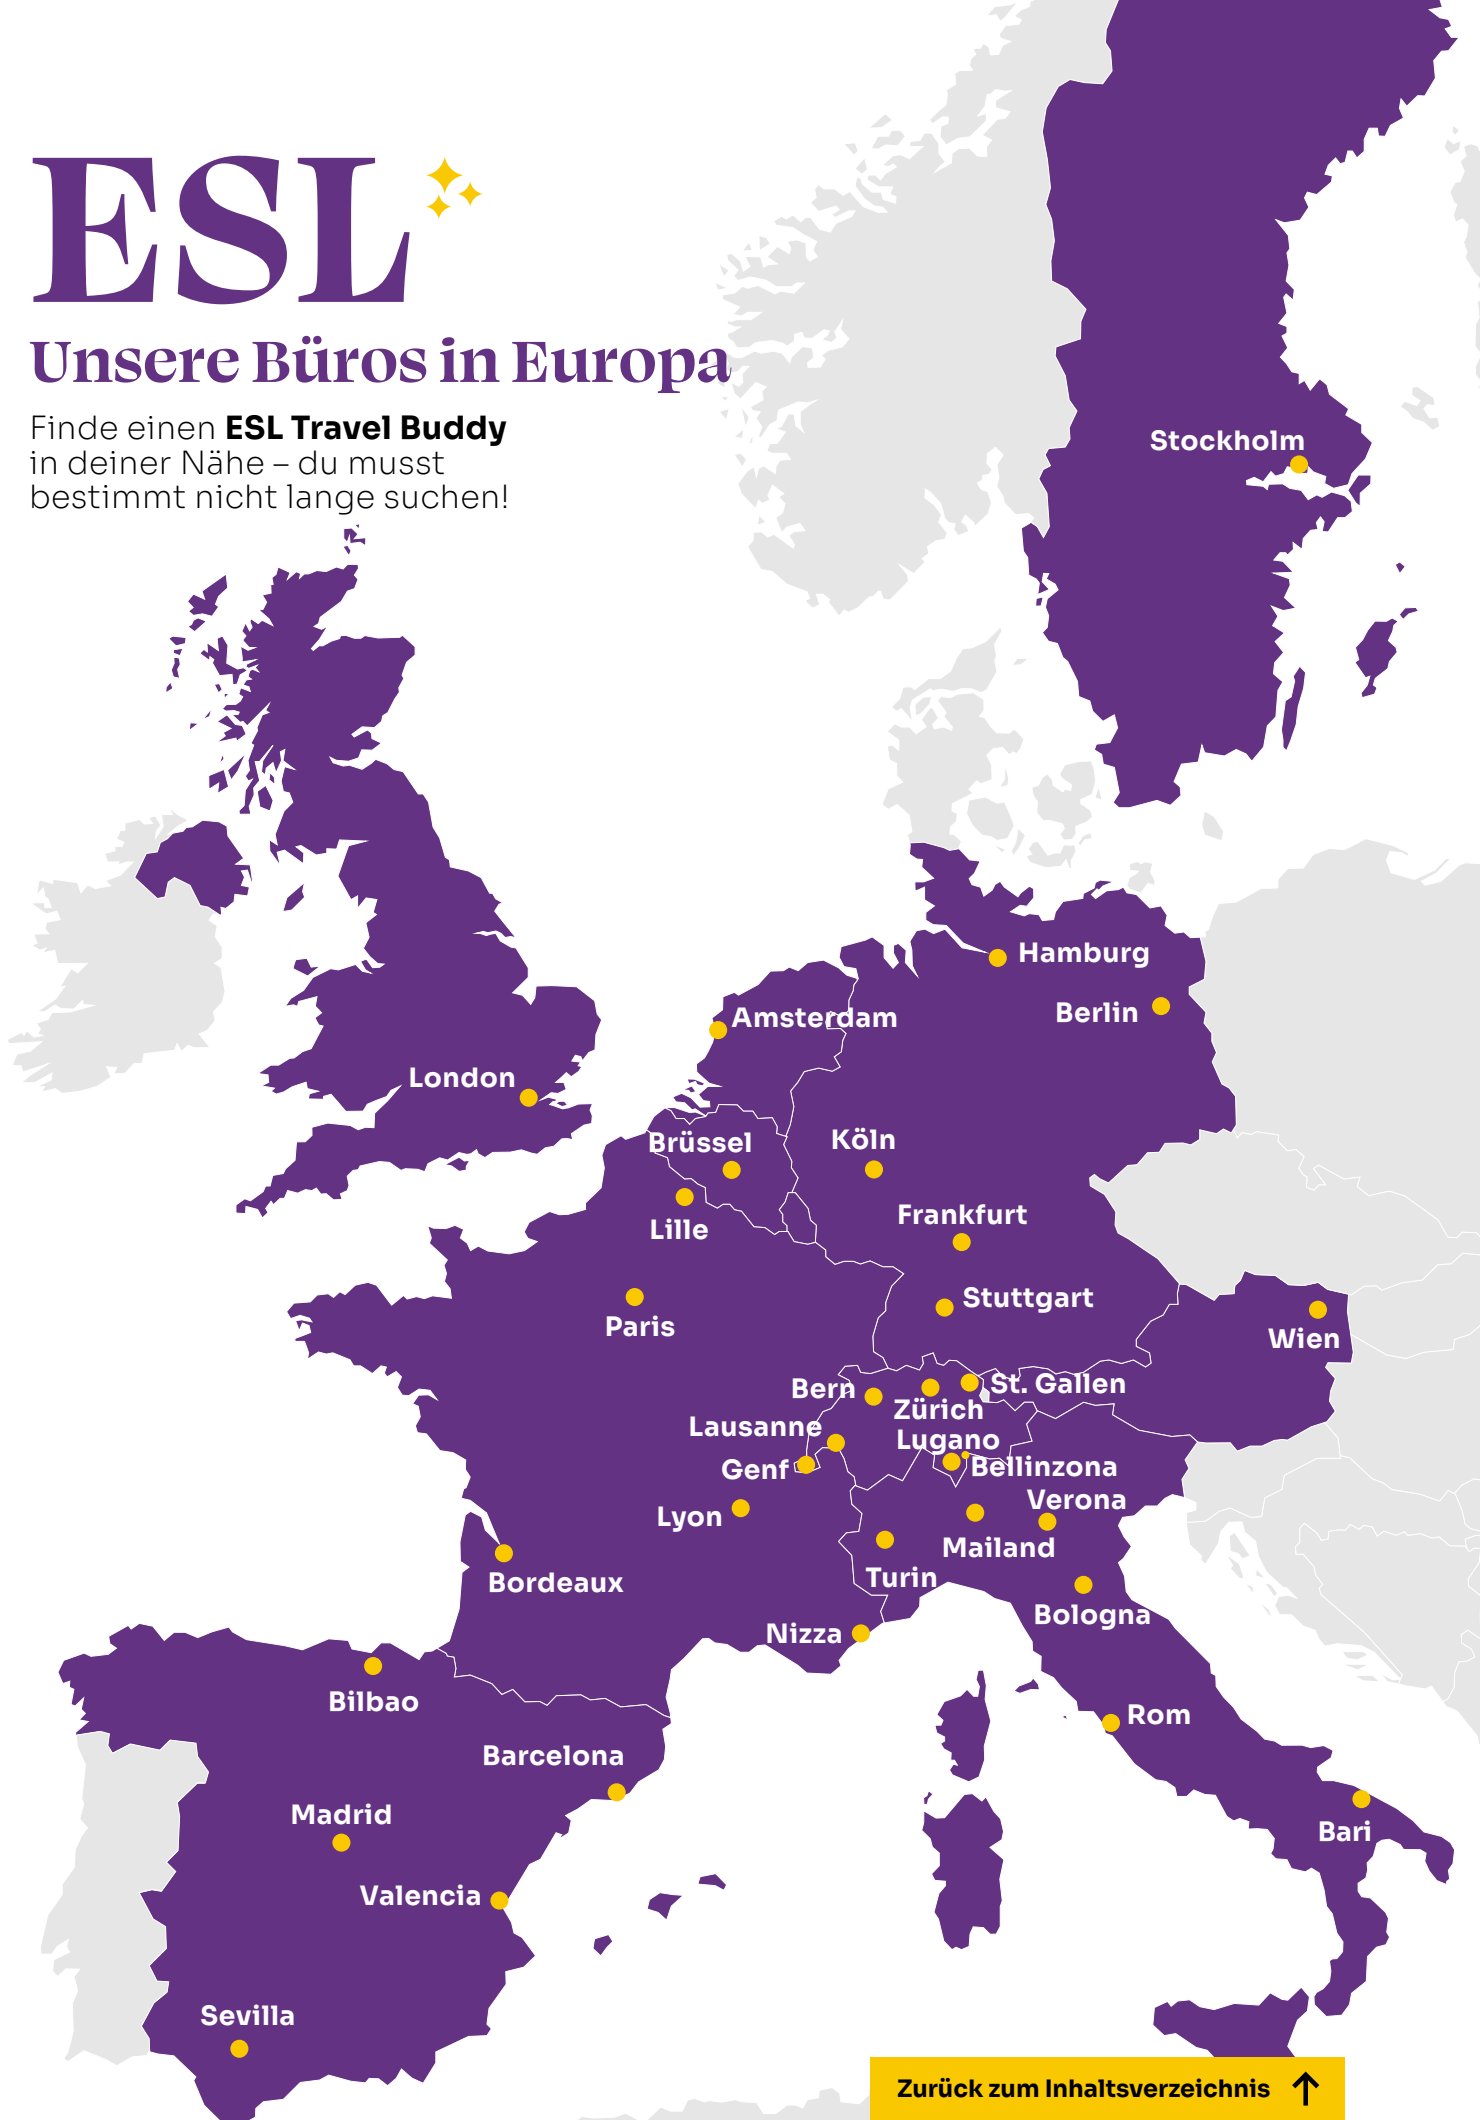 ESL
Unsere Büros in Europa
Finde einen ESL Travel Buddy
in deiner Nähe – du musst
bestimmt nicht lange suchen!
Stockholm
Hamburg
Berlin
Amsterdam
London
Brüssel
Köln
Lille
Frankfurt
Paris
Stuttgart
Wien
Bern
St. Gallen
Zürich
Lausanne
Lugano
Genf
Bellinzona
Verona
Lyon
Mailand
Turin
Bordeaux
Bologna
Nizza
Bilbao
Rom
Barcelona
Madrid
Bari
Valencia
Sevilla
Zurück zum Inhaltsverzeichnis